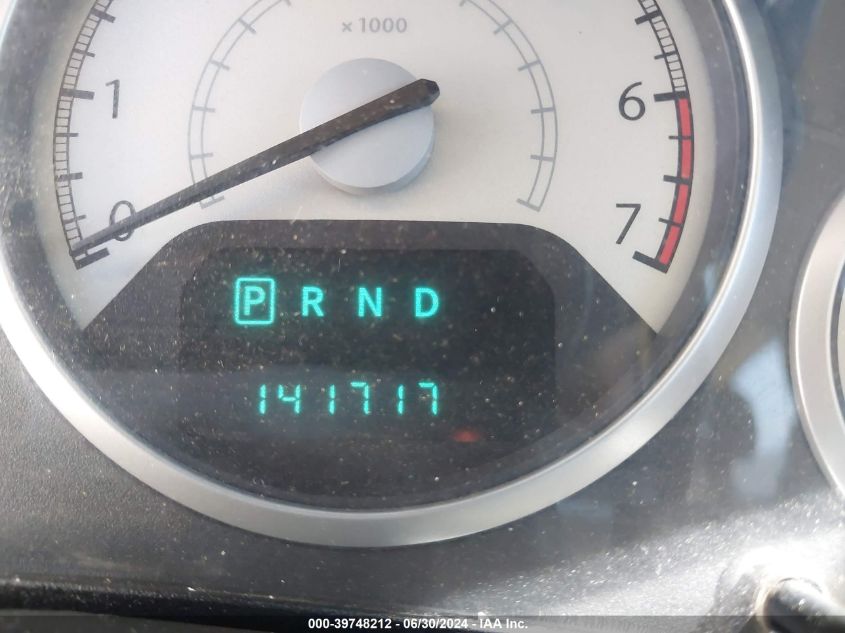 x 1000
1 6
0 7
P R N D
141717
000-39748212 - 06/30/2024 - IAA Inc.